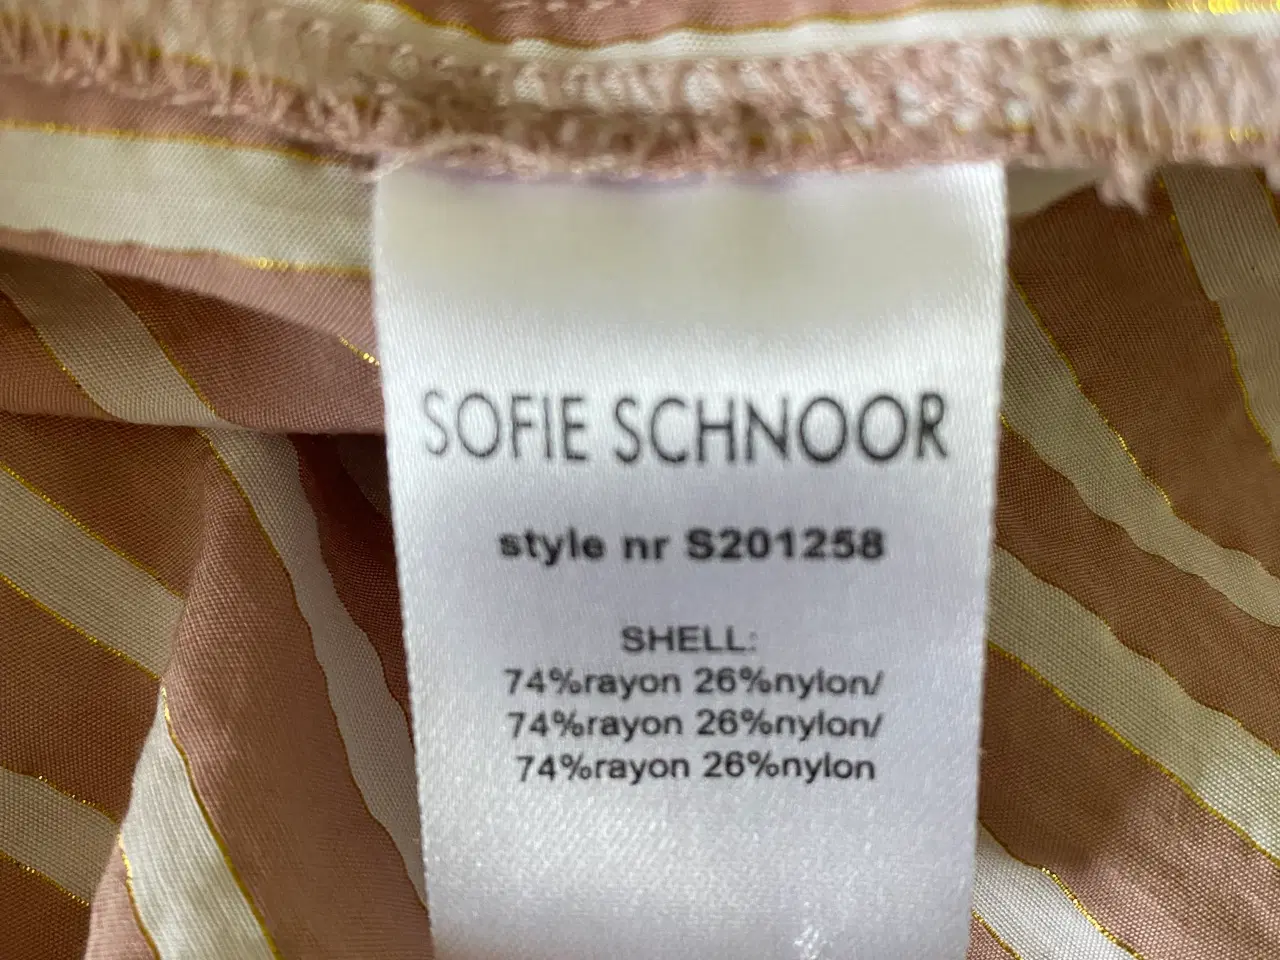 SOFIE SCHNOOR
style nr S201258
SHELL:
74%rayon 26%nylon/
74%rayon 26%nylon/
74%rayon 26%nylon